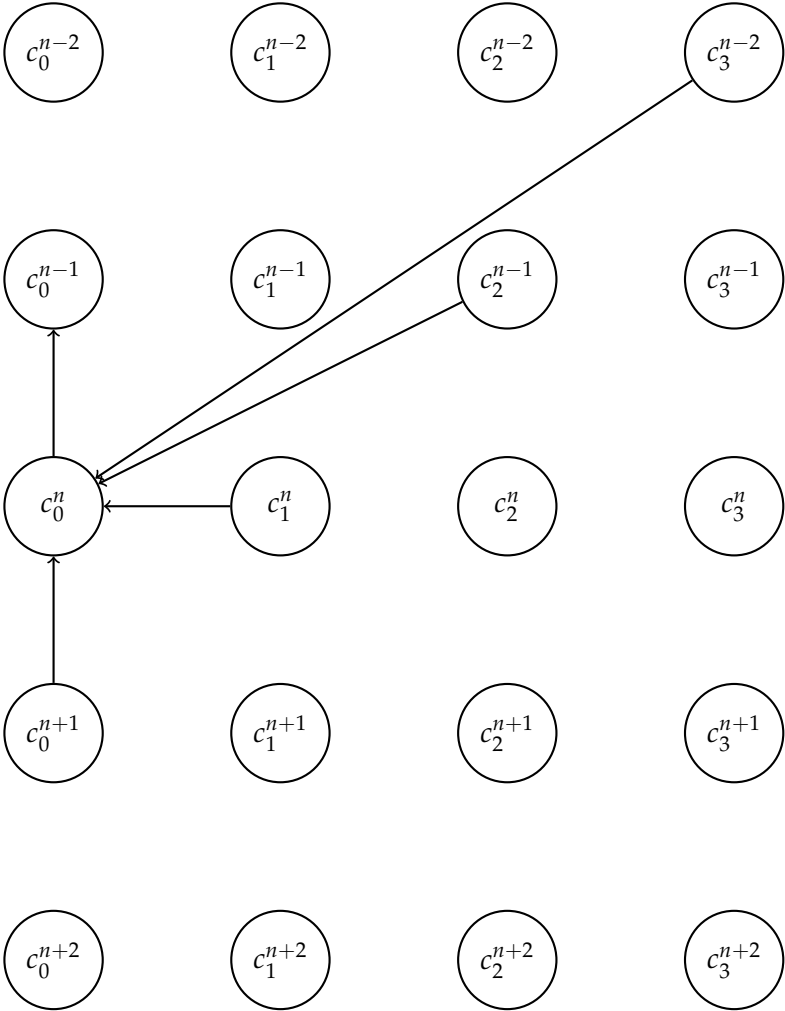 $c_0^{n-2}$ $c_1^{n-2}$ $c_2^{n-2}$ $c_3^{n-2}$
$c_0^{n-1}$ $c_1^{n-1}$ $c_2^{n-1}$ $c_3^{n-1}$
$c_0^{n}$ $c_1^{n}$ $c_2^{n}$ $c_3^{n}$
$c_0^{n+1}$ $c_1^{n+1}$ $c_2^{n+1}$ $c_3^{n+1}$
$c_0^{n+2}$ $c_1^{n+2}$ $c_2^{n+2}$ $c_3^{n+2}$